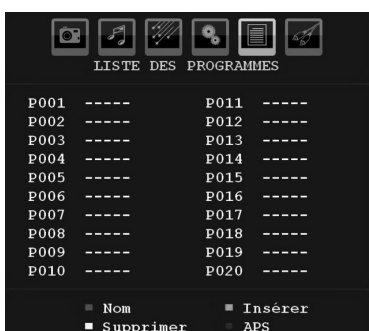 LISTE DES PROGRAMMES
P001 ----- P011 -----
P002 ----- P012 -----
P003 ----- P013 -----
P004 ----- P014 -----
P005 ----- P015 -----
P006 ----- P016 -----
P007 ----- P017 -----
P008 ----- P018 -----
P009 ----- P019 -----
P010 ----- P020 -----
Nom Insérer
Supprimer APS